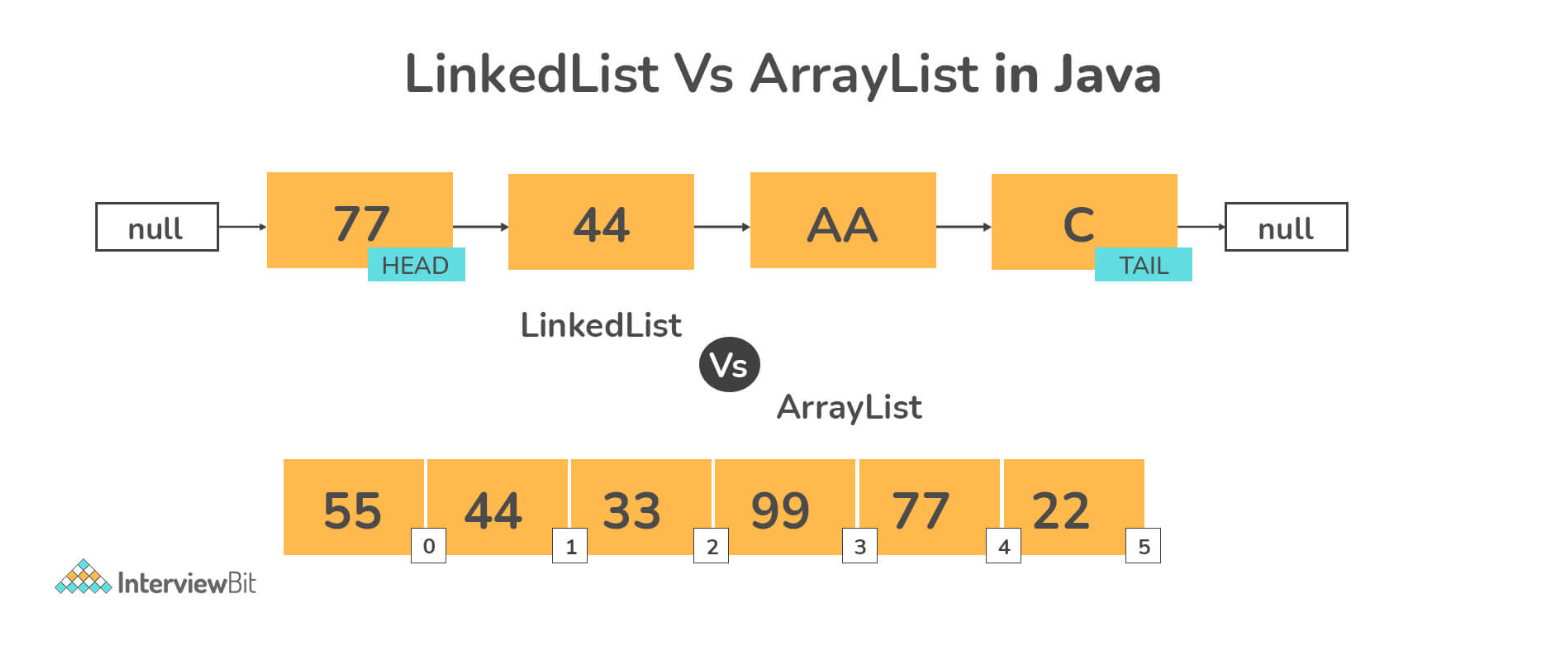 LinkedList Vs ArrayList in Java
null 77 44 AA C null
HEAD TAIL
LinkedList
Vs
ArrayList
55 44 33 99 77 22
0 1 2 3 4 5
InterviewBit